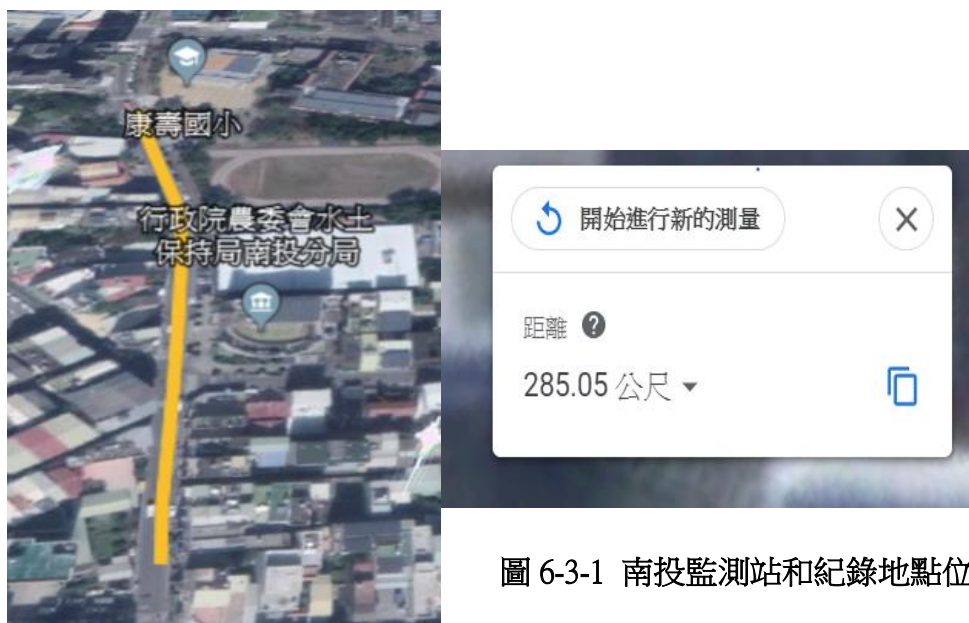 康壽國小
行政院農委會水土
保持局南投分局
開始進行新的測量
距離
285.05 公尺
圖 6-3-1 南投監測站和紀錄地點位